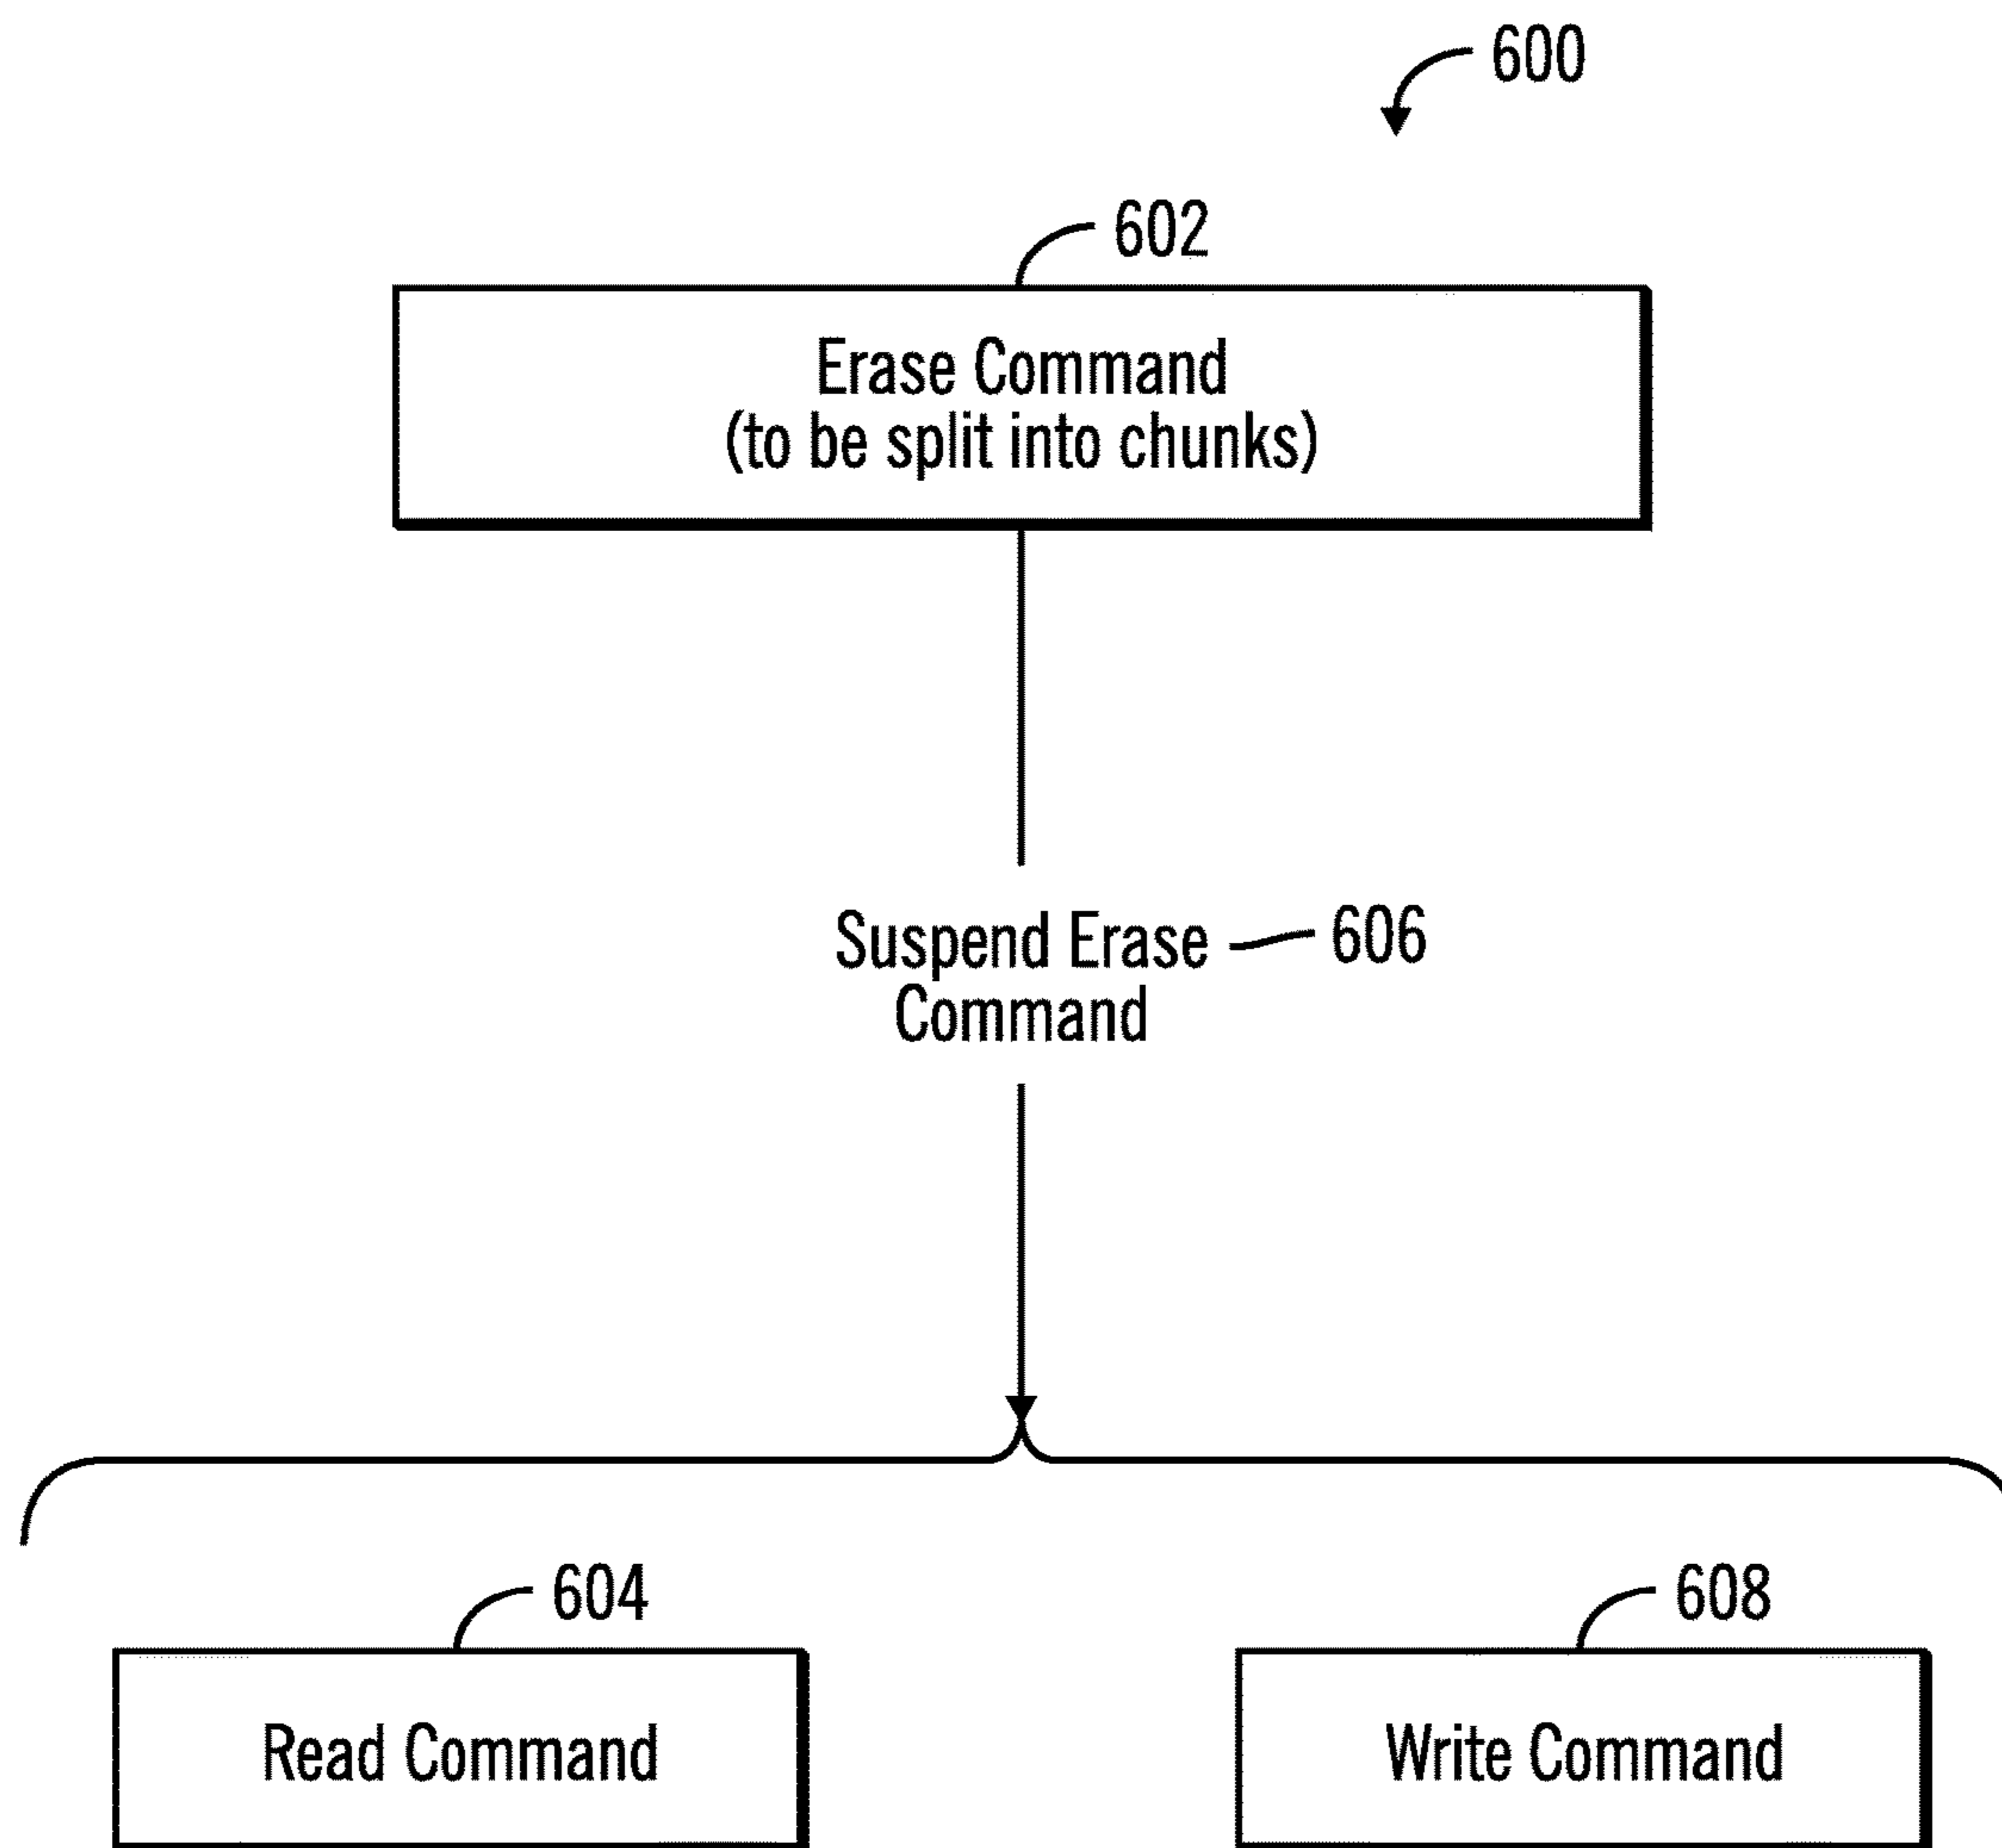 600
602
Erase Command
(to be split into chunks)
Suspend Erase 606
Command
604 608
Read Command Write Command